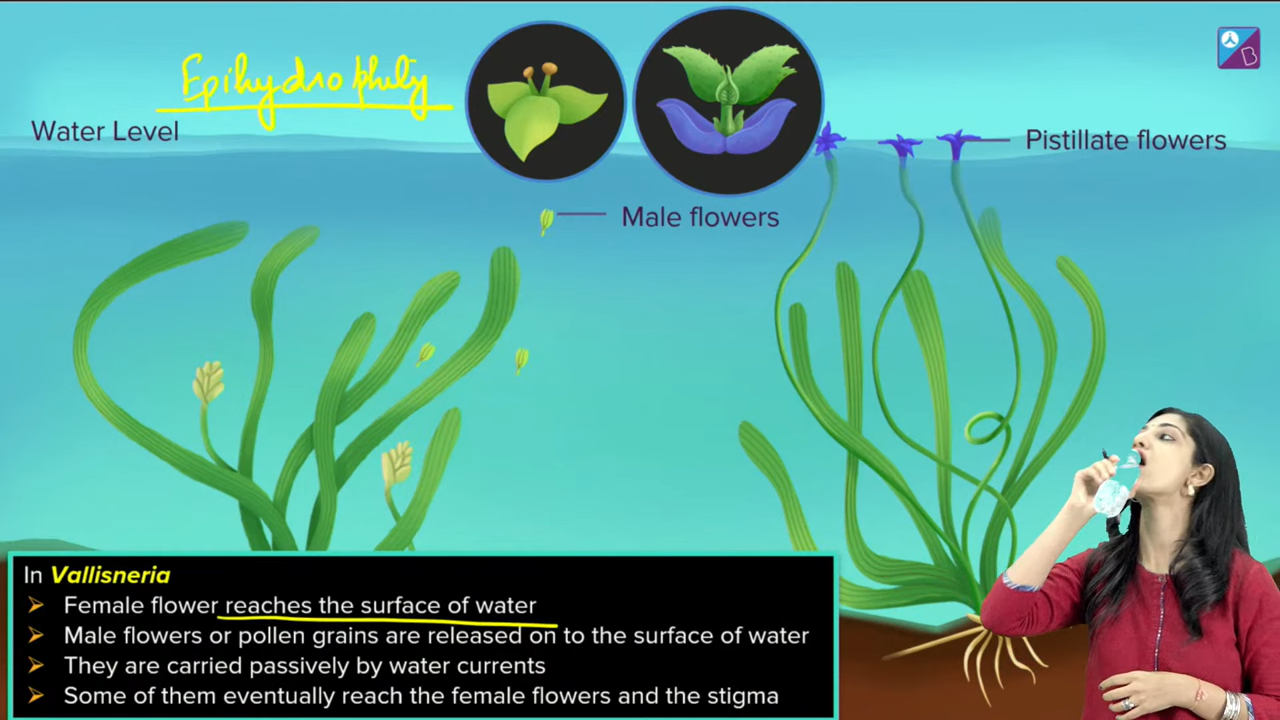 Epihydrophily
Water Level
Pistillate flowers
Male flowers
In Vallisneria
➤ Female flower reaches the surface of water
➤ Male flowers or pollen grains are released on to the surface of water
➤ They are carried passively by water currents
➤ Some of them eventually reach the female flowers and the stigma
B